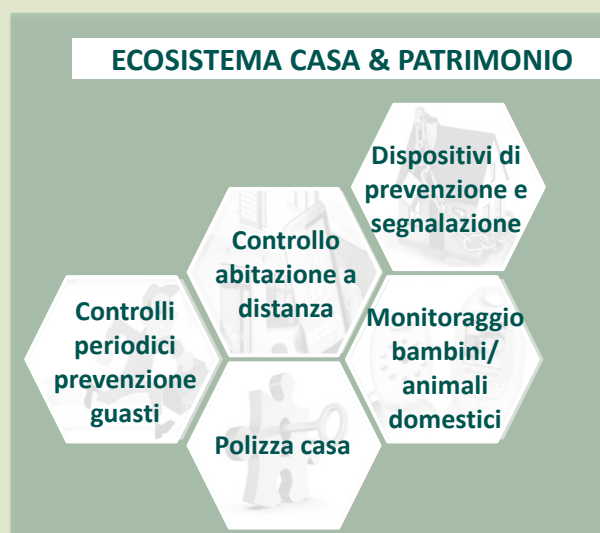 ECOSISTEMA CASA & PATRIMONIO
Dispositivi di
prevenzione e
segnalazione
Controllo
abitazione a
distanza
Controlli
periodici
prevenzione
guasti
Monitoraggio
bambini/
animali
domestici
Polizza casa